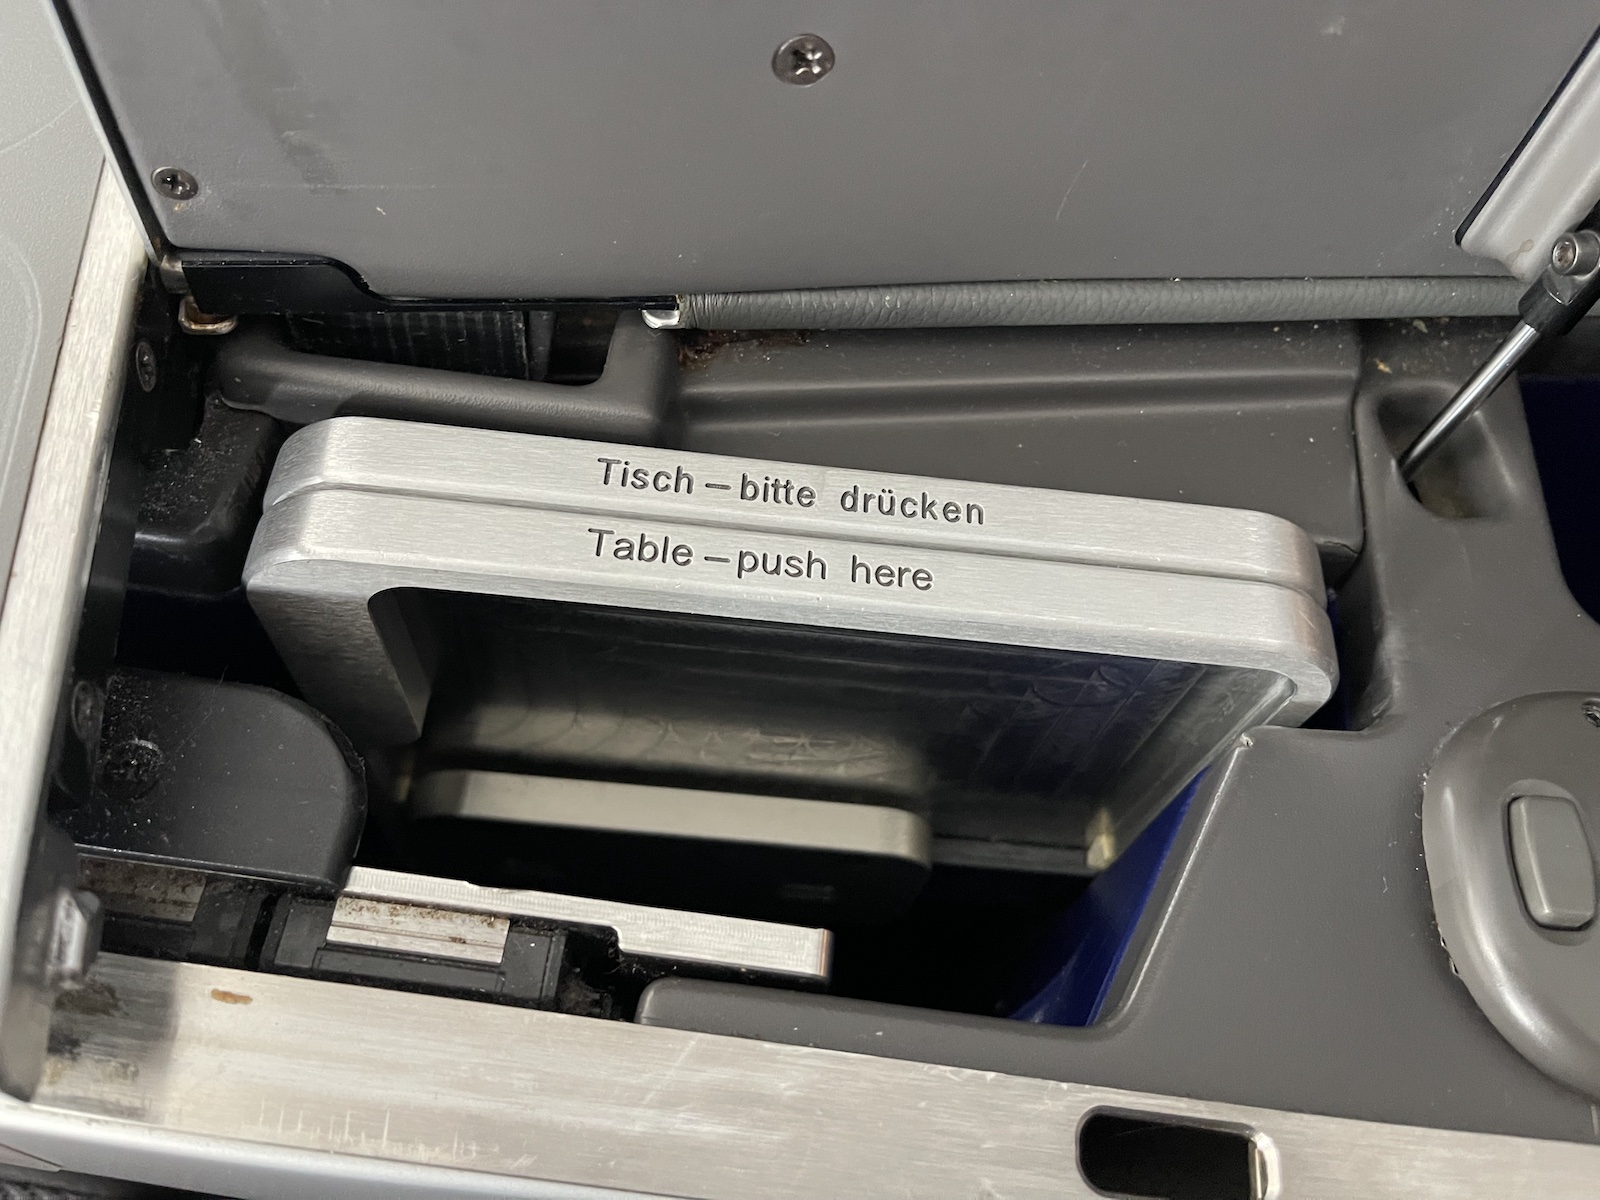 Tisch – bitte drücken
Table – push here